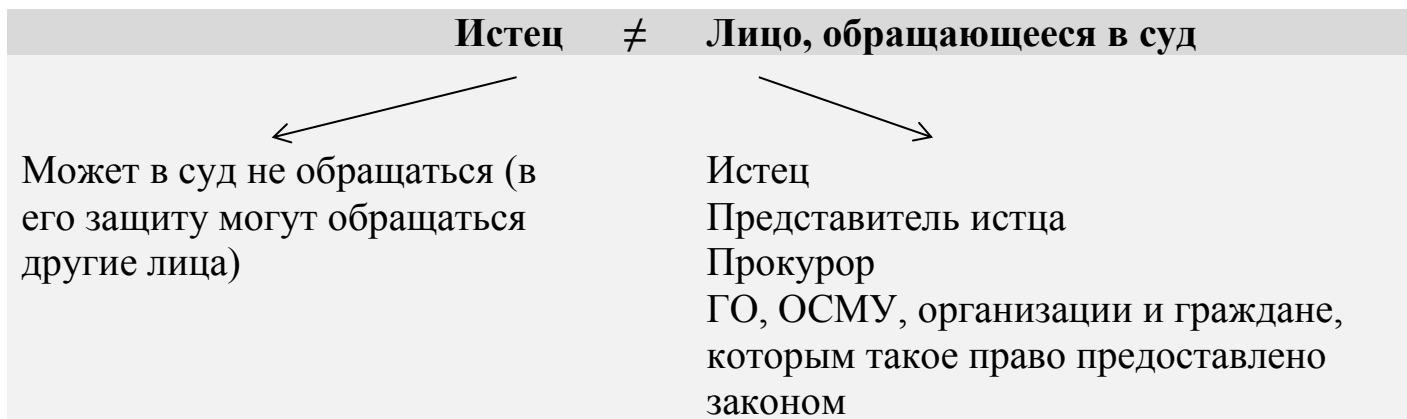 Истец ≠ Лицо, обращающееся в суд
Может в суд не обращаться (в
его защиту могут обращаться
другие лица)
Истец
Представитель истца
Прокурор
ГО, ОСМУ, организации и граждане,
которым такое право предоставлено
законом